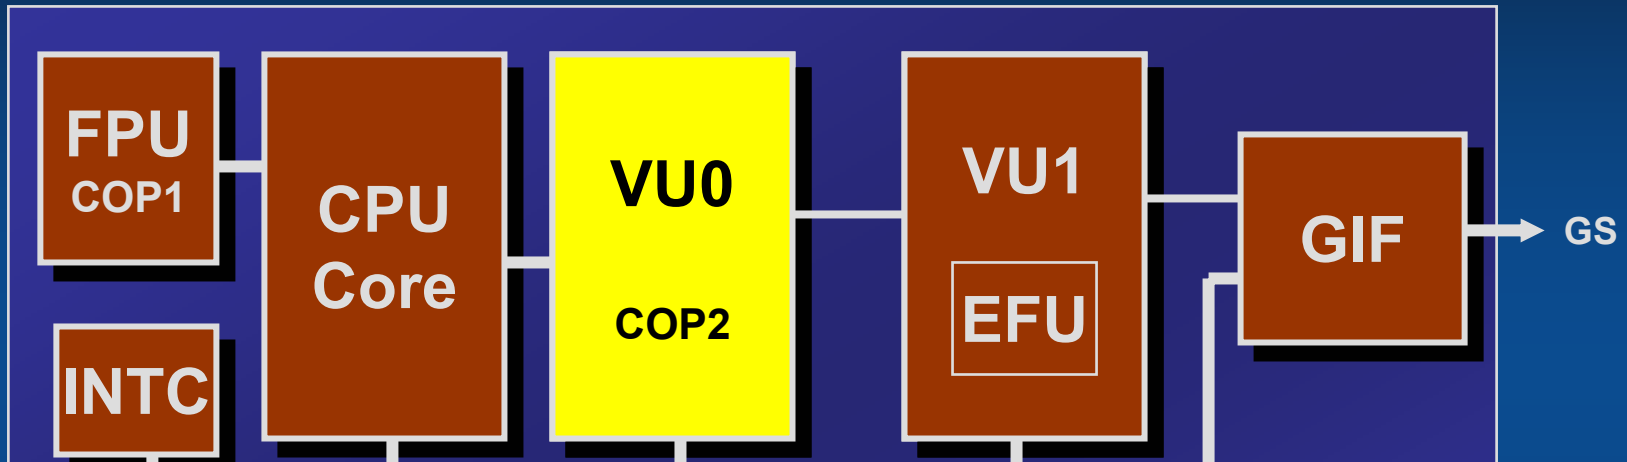 FPU
COP1
CPU
Core
VU0
COP2
VU1
EFU
GIF
GS
INTC